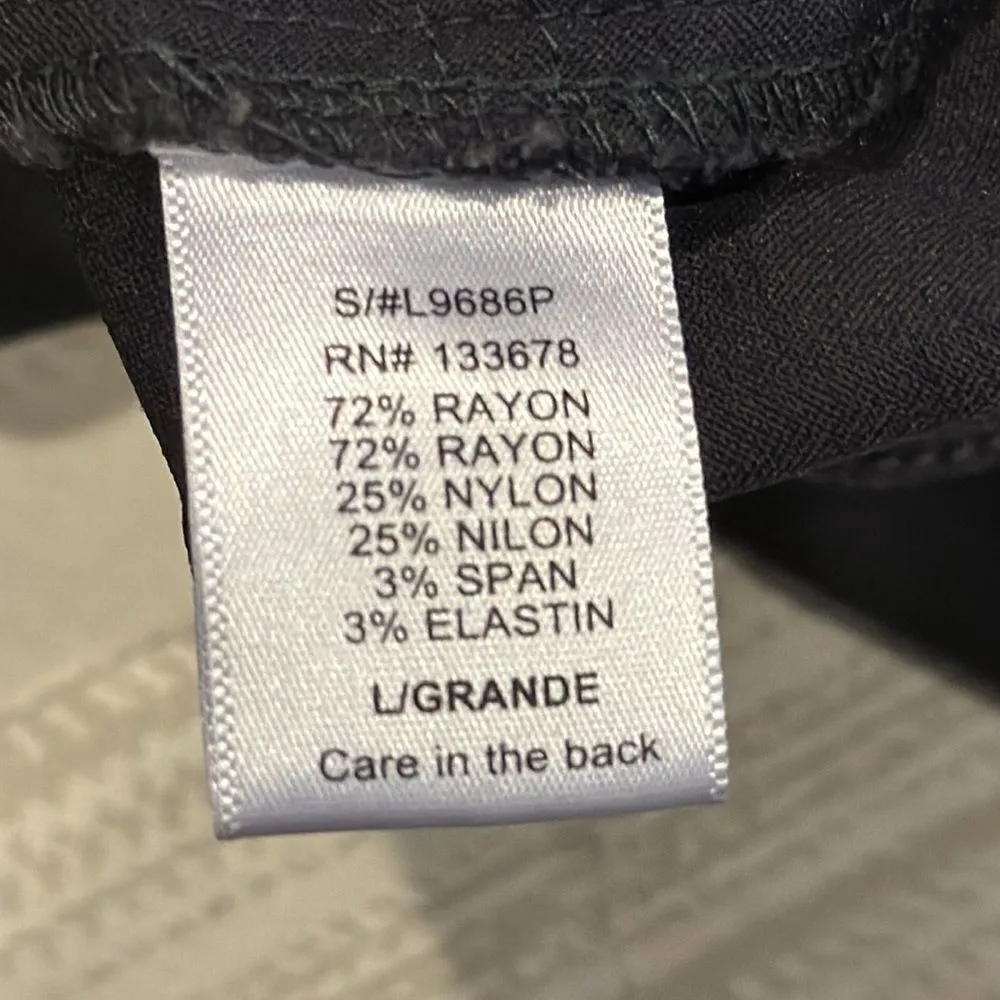 S/#L9686P
RN# 133678
72% RAYON
72% RAYON
25% NYLON
25% NILON
3% SPAN
3% ELASTIN
L/GRANDE
Care in the back